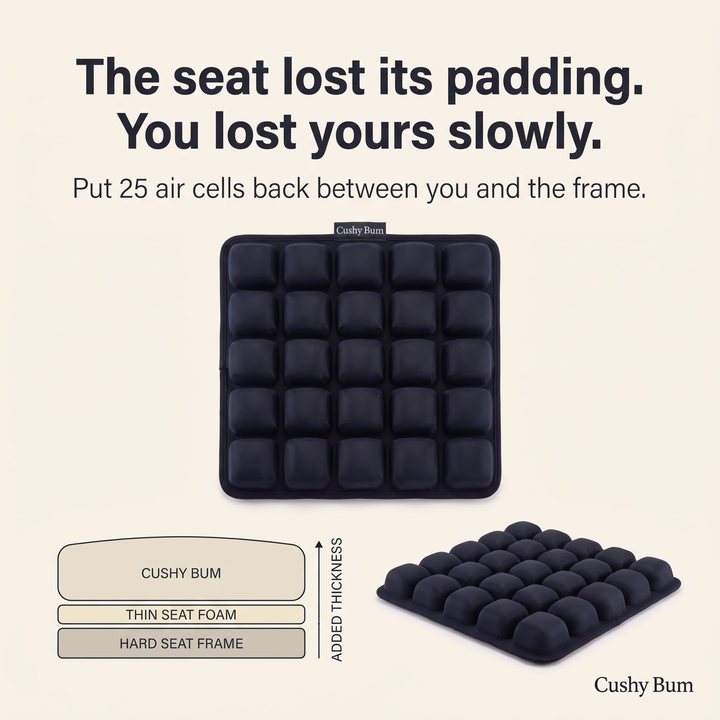 The seat lost its padding.
You lost yours slowly.
Put 25 air cells back between you and the frame.
Cushy Bum
CUSHY BUM
THIN SEAT FOAM
HARD SEAT FRAME
ADDED THICKNESS
Cushy Bum